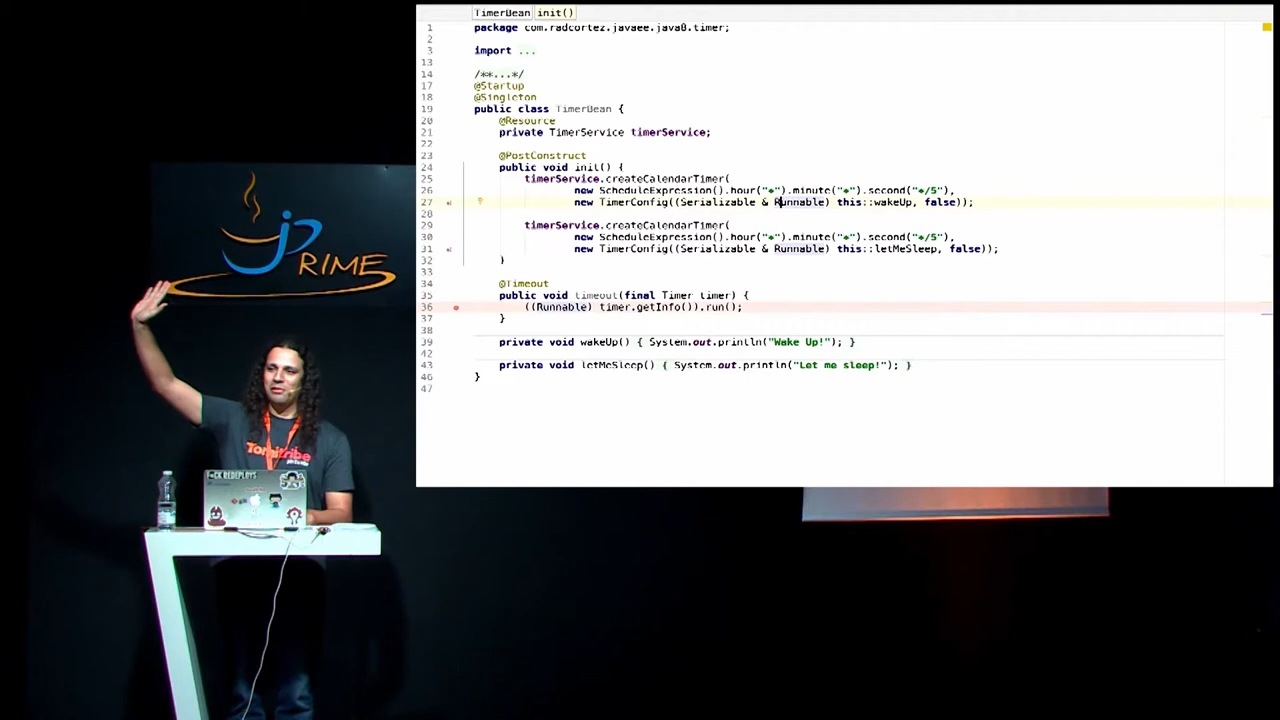 TimerBean init()
1 package com.radcortez.javaee.java8.timer;
2
3 import ...
13
14 /**...*/
17 @Startup
18 @Singleton
19 public class TimerBean {
20 @Resource
21 private TimerService timerService;
22
23 @PostConstruct
24 public void init() {
25 timerService.createCalendarTimer(
26 new ScheduleExpression().hour("*").minute("*").second("*/5"),
27 new TimerConfig((Serializable & Runnable) this::wakeUp, false));
28
29 timerService.createCalendarTimer(
30 new ScheduleExpression().hour("*").minute("*").second("*/5"),
31 new TimerConfig((Serializable & Runnable) this::letMeSleep, false));
32 }
33
34 @Timeout
35 public void timeout(final Timer timer) {
36 ((Runnable) timer.getInfo()).run();
37 }
38
39 private void wakeUp() { System.out.println("Wake Up!"); }
42
43 private void letMeSleep() { System.out.println("Let me sleep!"); }
46 }
47
jPRIME
Tomitribe
F*CK REDEPLOYS